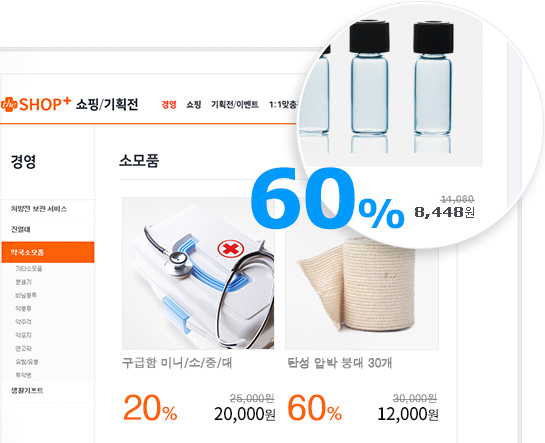 the SHOP+ 쇼핑/기획전
경영 쇼핑 기획전/이벤트 1:1맞춤
경영
소모품
처방전 보관 서비스
진열대
약국소모품
기타소모품
분쇄기
비닐봉투
약봉투
약주걱
약포지
연고곽
유발/유봉
투약병
생활기프트
60%
14,080
8,448원
구급함 미니/소/중/대
20%
25,000원
20,000원
탄성 압박 붕대 30개
60%
30,000원
12,000원